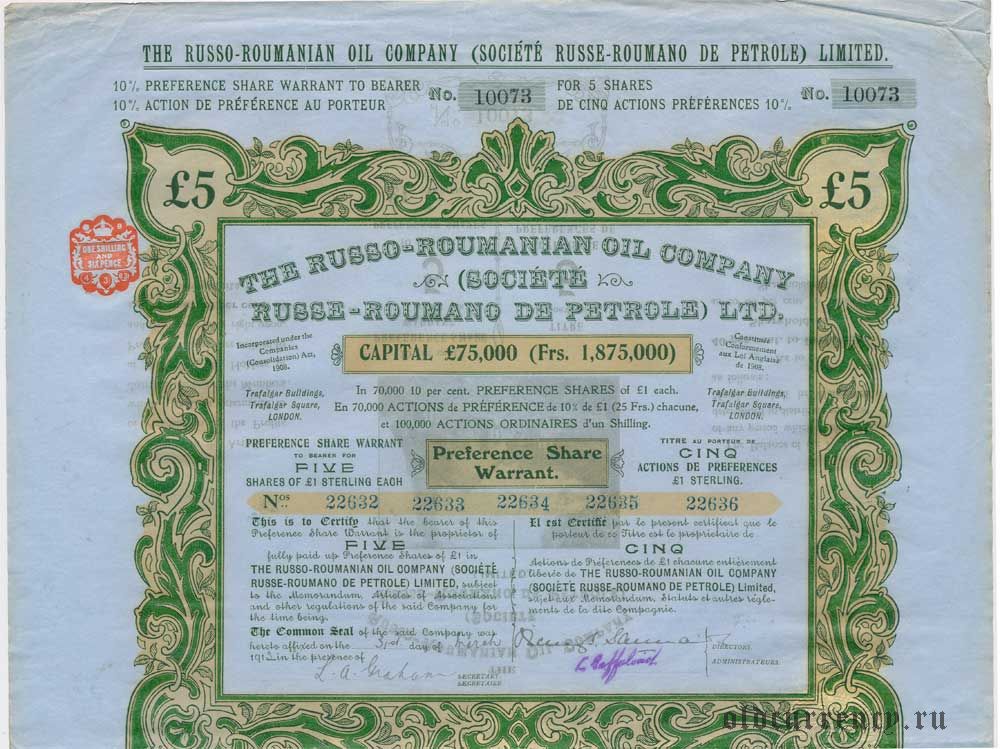 THE RUSSO-ROUMANIAN OIL COMPANY (SOCIÉTÉ RUSSE-ROUMANO DE PETROLE) LIMITED.
10% PREFERENCE SHARE WARRANT TO BEARER No. 10073 FOR 5 SHARES No. 10073
10% ACTION DE PRÉFÉRENCE AU PORTEUR DE CINQ ACTIONS PRÉFÉRENCES 10%
£5 £5
ONE SHILLING
AND
SIX PENCE
THE RUSSO-ROUMANIAN OIL COMPANY
(SOCIÉTÉ
RUSSE-ROUMANO DE PETROLE) LTD.
Incorporated under the
Companies
(Consolidation) Act,
1908.
CAPITAL £75,000 (Frs. 1,875,000)
Constituée
Conformement
aux Loi Anglaise
de 1908.
Trafalgar Buildings,
Trafalgar Square,
LONDON.
In 70,000 10 per cent. PREFERENCE SHARES of £1 each.
En 70,000 ACTIONS de PRÉFÉRENCE de 10% de £1 (25 Frs.) chacune,
et 100,000 ACTIONS ORDINAIRES d'un Shilling.
Trafalgar Buildings,
Trafalgar Square,
LONDON.
PREFERENCE SHARE WARRANT
TO BEARER FOR
FIVE
SHARES OF £1 STERLING EACH
Preference Share
Warrant.
TITRE AU PORTEUR DE
CINQ
ACTIONS DE PREFERENCES
£1 STERLING.
Nos. 22632 22633 22634 22635 22636
This is to Certify that the bearer of this
Preference Share Warrant is the proprietor of
FIVE
fully paid up Preference Shares of £1 in
THE RUSSO-ROUMANIAN OIL COMPANY (SOCIÉTÉ
RUSSE-ROUMANO DE PETROLE) LIMITED, subject
to the Memorandum, Articles of Association
and other regulations of the said Company for
the time being.
The Common Seal of the said Company was
hereto affixed on the 31st day of March
191 in the presence of
Il est Certifié par le présent certificat que le
porteur de ce Titre est le propriétaire de
CINQ
Actions de Préférences de £1 chacune entièrement
libérée de THE RUSSO-ROUMANIAN OIL COMPANY
(SOCIÉTÉ RUSSE-ROUMANO DE PETROLE) Limited,
sujet aux Memorandum, Statuts et autres règle-
ments de la dite Compagnie.
L. A. Graham
SECRETARY
SECRETAIRE
DIRECTORS.
ADMINISTRATEURS.
oldcurrency.ru